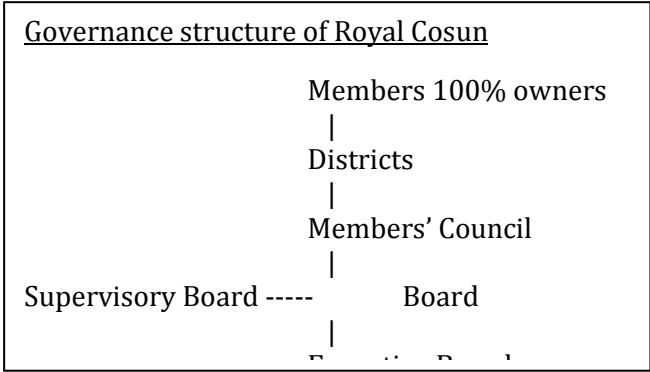 Governance structure of Royal Cosun
Members 100% owners
|
Districts
|
Members’ Council
|
Supervisory Board ----- Board
|